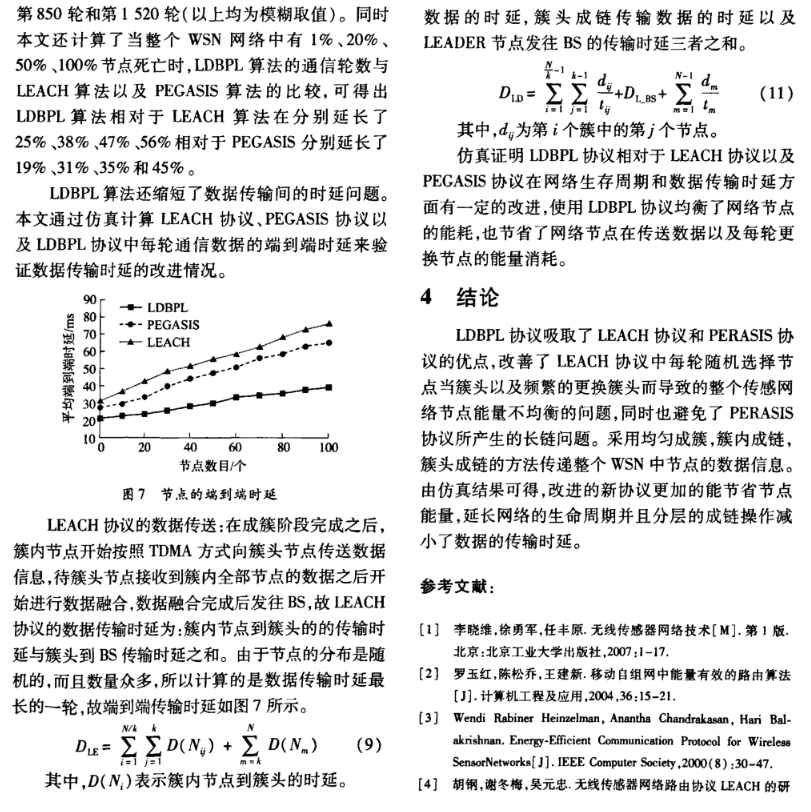 第 850 轮和第 1 520 轮(以上均为模糊取值)。同时
本文还计算了当整个 WSN 网络中有 1%、20%、
50%、100%节点死亡时,LDBPL 算法的通信轮数与
LEACH 算法以及 PEGASIS 算法的比较,可得出
LDBPL 算法相对于 LEACH 算法在分别延长了
25%、38%、47%、56%相对于 PEGASIS 分别延长了
19%、31%、35%和 45%。
LDBPL 算法还缩短了数据传输间的时延问题。
本文通过仿真计算 LEACH 协议、PEGASIS 协议以
及 LDBPL 协议中每轮通信数据的端到端时延来验
证数据传输时延的改进情况。
平均端到端时延/ms
90
80
70
60
50
40
30
20
10
LDBPL
PEGASIS
LEACH
0 20 40 60 80 100
节点数目/个
图 7 节点的端到端时延
LEACH 协议的数据传送:在成簇阶段完成之后,
簇内节点开始按照 TDMA 方式向簇头节点传送数据
信息,待簇头节点接收到簇内全部节点的数据之后开
始进行数据融合,数据融合完成后发往 BS,故 LEACH
协议的数据传输时延为:簇内节点到簇头的的传输时
延与簇头到 BS 传输时延之和。由于节点的分布是随
机的,而且数量众多,所以计算的是数据传输时延最
长的一轮,故端到端传输时延如图 7 所示。
D_LE = ∑_{i=1}^{N/k} ∑_{j=1}^{k} D(N_ij) + ∑_{m=k}^{N} D(N_m) (9)
其中,D(N_i)表示簇内节点到簇头的时延。
数据的时延,簇头成链传输数据的时延以及
LEADER 节点发往 BS 的传输时延三者之和。
D_LD = ∑_{i=1}^{N/k-1} ∑_{j=1}^{k-1} d_ij/t_ij + D_L_BS + ∑_{m=1}^{N-1} d_m/t_m (11)
其中,d_ij为第 i 个簇中的第 j 个节点。
仿真证明 LDBPL 协议相对于 LEACH 协议以及
PEGASIS 协议在网络生存周期和数据传输时延方
面有一定的改进,使用 LDBPL 协议均衡了网络节点
的能耗,也节省了网络节点在传送数据以及每轮更
换节点的能量消耗。
4 结论
LDBPL 协议吸取了 LEACH 协议和 PERASIS 协
议的优点,改善了 LEACH 协议中每轮随机选择节
点当簇头以及频繁的更换簇头而导致的整个传感网
络节点能量不均衡的问题,同时也避免了 PERASIS
协议所产生的长链问题。采用均匀成簇,簇内成链,
簇头成链的方法传递整个 WSN 中节点的数据信息。
由仿真结果可得,改进的新协议更加的能节省节点
能量,延长网络的生命周期并且分层的成链操作减
小了数据的传输时延。
参考文献:
[1] 李晓维,徐勇军,任丰原. 无线传感器网络技术[M]. 第 1 版.
北京:北京工业大学出版社,2007:1-17.
[2] 罗玉红,陈松乔,王建新. 移动自组网中能量有效的路由算法
[J]. 计算机工程及应用,2004,36:15-21.
[3] Wendi Rabiner Heinzelman, Anantha Chandrakasan, Hari Bal-
akrishnan. Energy-Efficient Communication Protocol for Wireless
SensorNetworks[J]. IEEE Computer Society,2000(8):30-47.
[4] 胡钢,谢冬梅,吴元忠. 无线传感器网络路由协议 LEACH 的研